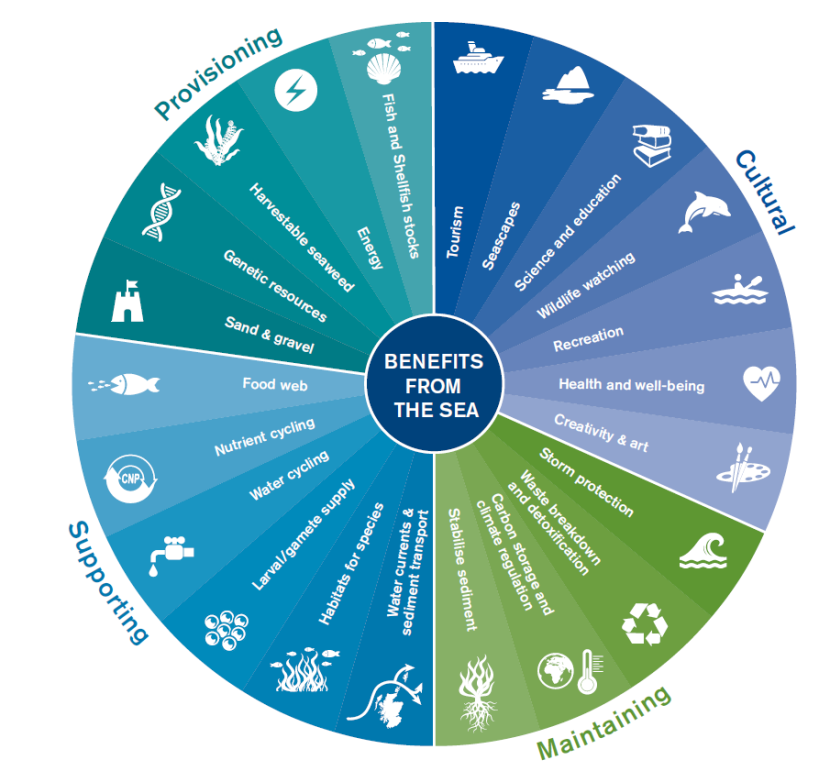 Provisioning
Fish and Shellfish stocks
Energy
Harvestable seaweed
Genetic resources
Sand & gravel
Cultural
Tourism
Seascapes
Science and education
Wildlife watching
Recreation
Health and well-being
Creativity & art
BENEFITS
FROM
THE SEA
Supporting
Food web
Nutrient cycling
CNP
Water cycling
Larval/gamete supply
Habitats for species
Water currents &
sediment transport
Maintaining
Storm protection
Waste breakdown
and detoxification
Carbon storage and
climate regulation
Stabilise sediment